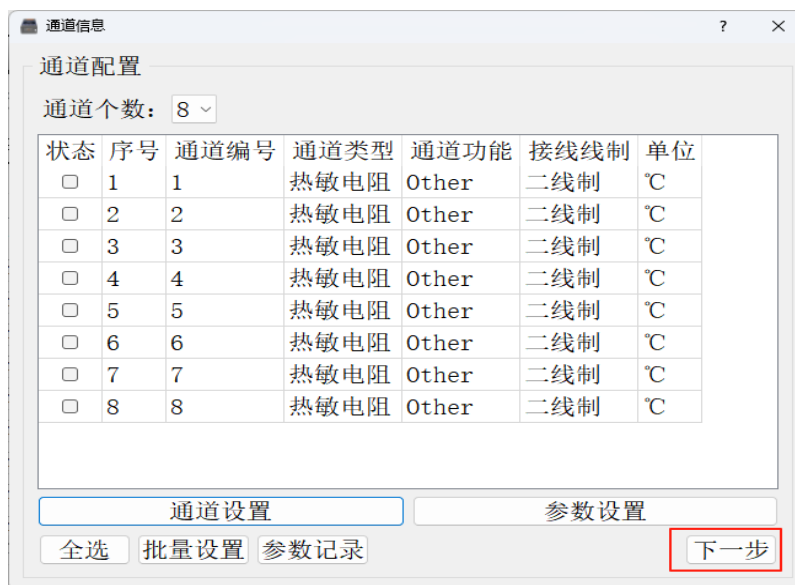 通道信息
?
通道配置
通道个数: 8
状态 序号 通道编号 通道类型 通道功能 接线线制 单位
1 1 热敏电阻 Other 二线制 ℃
2 2 热敏电阻 Other 二线制 ℃
3 3 热敏电阻 Other 二线制 ℃
4 4 热敏电阻 Other 二线制 ℃
5 5 热敏电阻 Other 二线制 ℃
6 6 热敏电阻 Other 二线制 ℃
7 7 热敏电阻 Other 二线制 ℃
8 8 热敏电阻 Other 二线制 ℃
通道设置 参数设置
全选 批量设置 参数记录 下一步